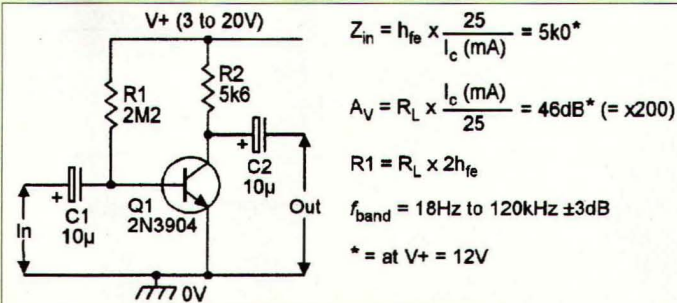 V+ (3 to 20V)
R1
2M2
R2
5k6
+
C2
10µ
+
C1
10µ
Q1
2N3904
In
Out
0V
Z_in = h_fe x 25 / I_c (mA) = 5k0*
A_V = R_L x I_c (mA) / 25 = 46dB* (= x200)
R1 = R_L x 2h_fe
f_band = 18Hz to 120kHz ±3dB
* = at V+ = 12V